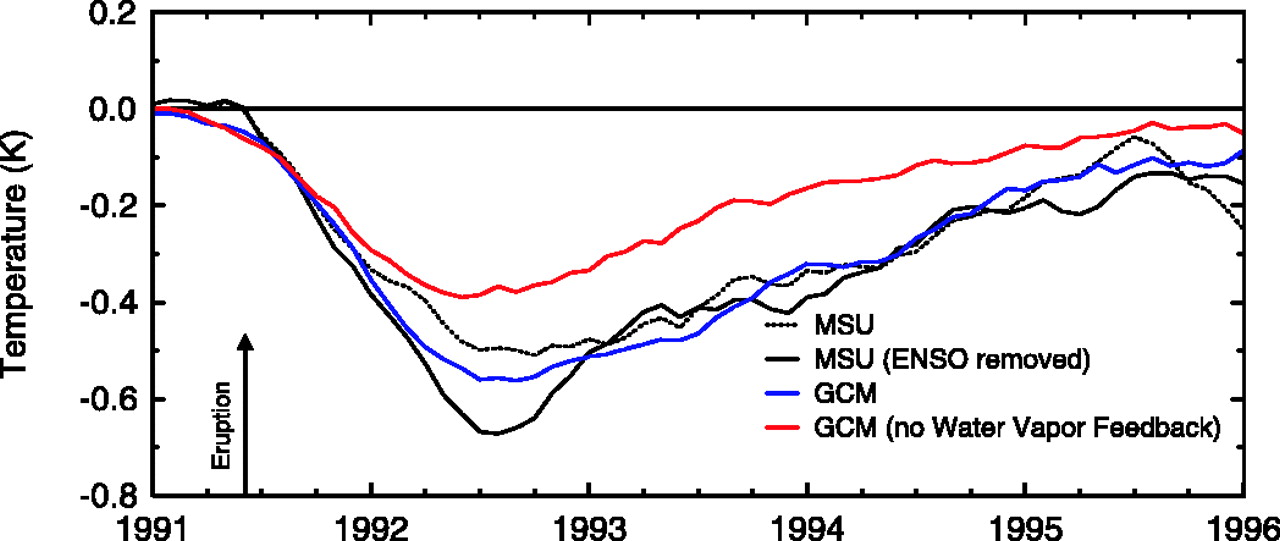 0.2
0.0
-0.2
-0.4
-0.6
-0.8
Temperature (K)
Eruption
MSU
MSU (ENSO removed)
GCM
GCM (no Water Vapor Feedback)
1991 1992 1993 1994 1995 1996